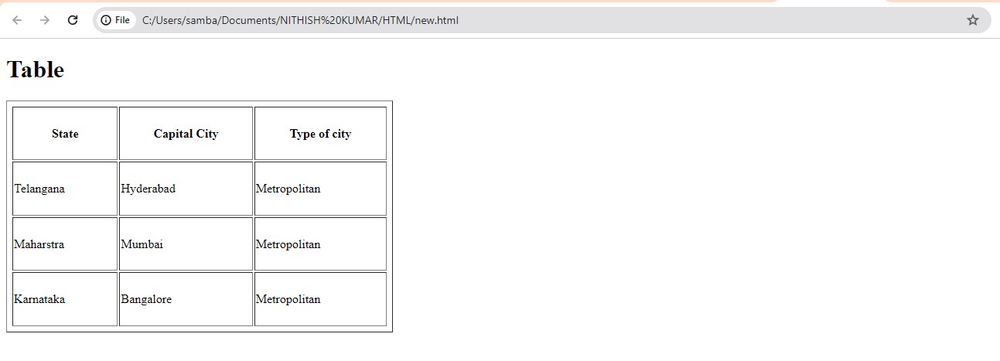 File C:/Users/samba/Documents/NITHISH%20KUMAR/HTML/new.html
Table
State Capital City Type of city
Telangana Hyderabad Metropolitan
Maharstra Mumbai Metropolitan
Karnataka Bangalore Metropolitan